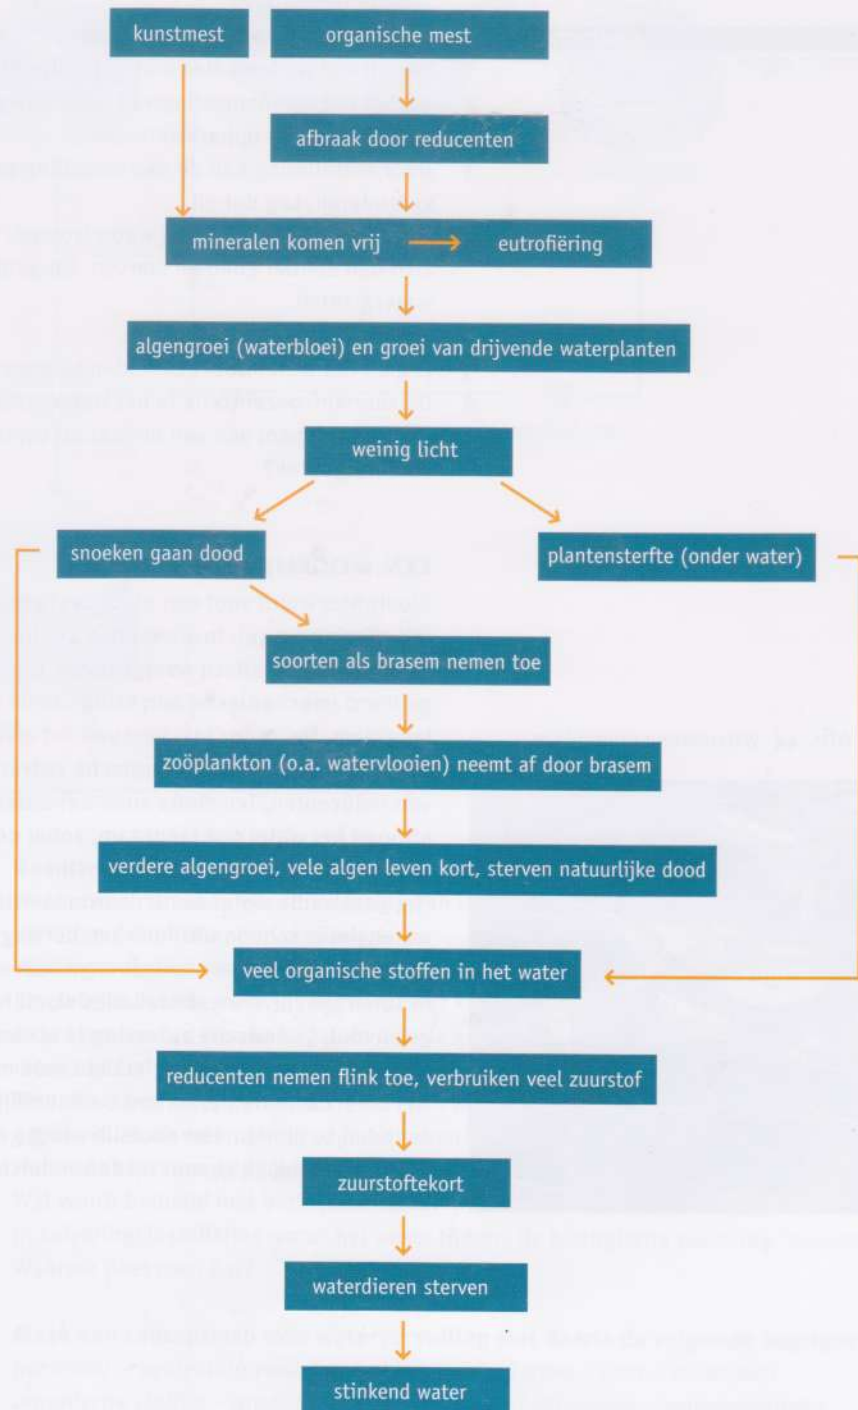 kunstmest
organische mest
afbraak door reducenten
mineralen komen vrij
eutrofiëring
algengroei (waterbloei) en groei van drijvende waterplanten
weinig licht
snoeken gaan dood
plantensterfte (onder water)
soorten als brasem nemen toe
zoöplankton (o.a. watervlooien) neemt af door brasem
verdere algengroei, vele algen leven kort, sterven natuurlijke dood
veel organische stoffen in het water
reducenten nemen flink toe, verbruiken veel zuurstof
zuurstoftekort
waterdieren sterven
stinkend water